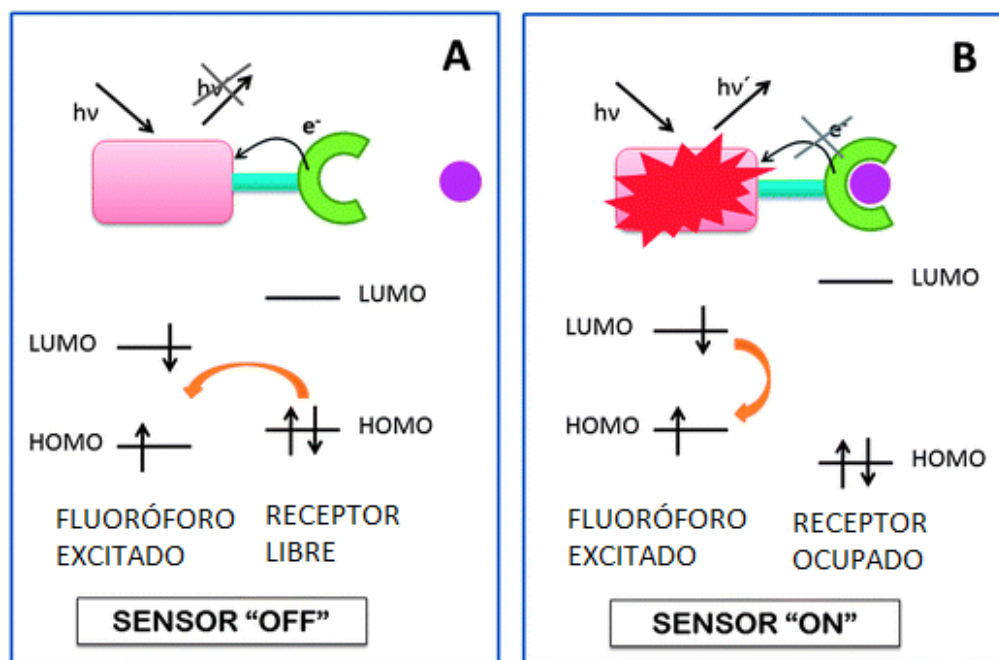 A
hν
hν´
e-
LUMO
LUMO
HOMO
HOMO
FLUORÓFORO
EXCITADO
RECEPTOR
LIBRE
SENSOR “OFF”
B
hν
hν´
e-
LUMO
LUMO
HOMO
HOMO
FLUORÓFORO
EXCITADO
RECEPTOR
OCUPADO
SENSOR “ON”